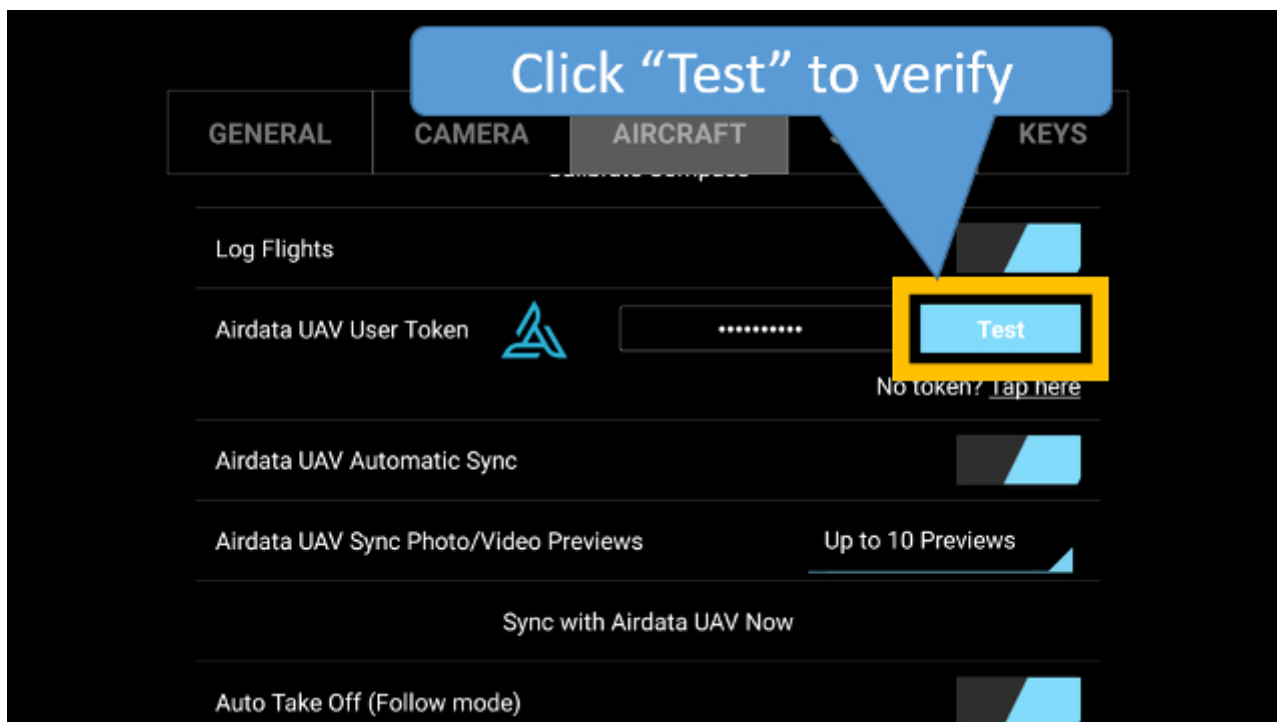 Click “Test” to verify
GENERAL CAMERA AIRCRAFT KEYS
Calibrate Compass
Log Flights
Airdata UAV User Token •••••••••• Test
No token? Tap here
Airdata UAV Automatic Sync
Airdata UAV Sync Photo/Video Previews Up to 10 Previews
Sync with Airdata UAV Now
Auto Take Off (Follow mode)